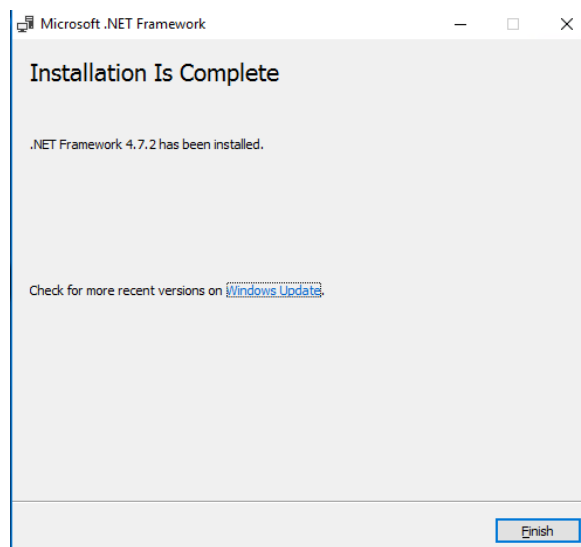 Microsoft .NET Framework
Installation Is Complete
.NET Framework 4.7.2 has been installed.
Check for more recent versions on Windows Update.
Finish